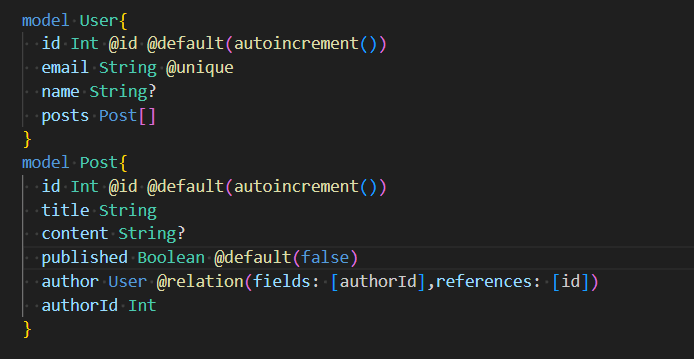 model User{
  id Int @id @default(autoincrement())
  email String @unique
  name String?
  posts Post[]
}
model Post{
  id Int @id @default(autoincrement())
  title String
  content String?
  published Boolean @default(false)
  author User @relation(fields: [authorId],references: [id])
  authorId Int
}